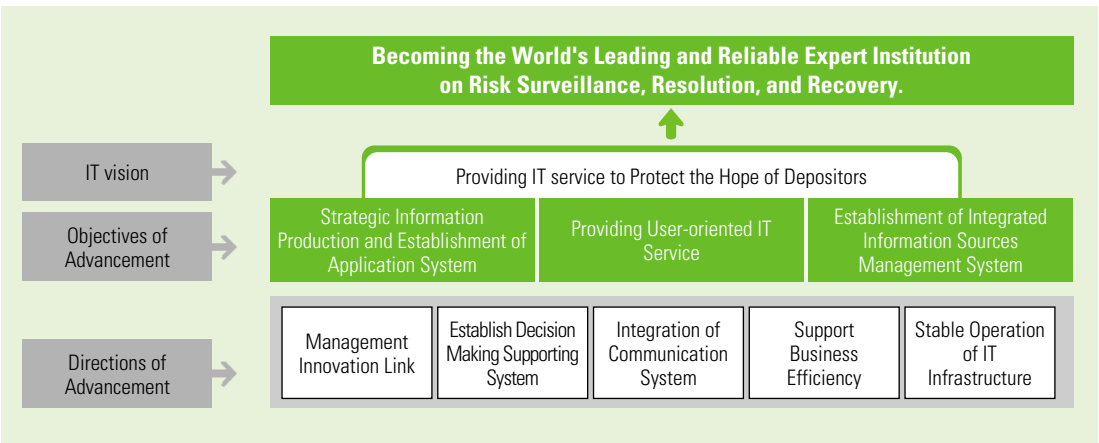 Becoming the World's Leading and Reliable Expert Institution
on Risk Surveillance, Resolution, and Recovery.
IT vision
Providing IT service to Protect the Hope of Depositors
Objectives of
Advancement
Strategic Information
Production and Establishment of
Application System
Providing User-oriented IT
Service
Establishment of Integrated
Information Sources
Management System
Directions of
Advancement
Management
Innovation Link
Establish Decision
Making Supporting
System
Integration of
Communication
System
Support
Business
Efficiency
Stable Operation
of IT
Infrastructure